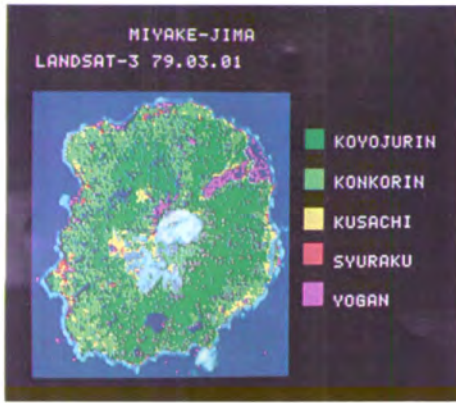 MIYAKE-JIMA
LANDSAT-3 79.03.01
KOYOJURIN
KONKORIN
KUSACHI
SYURAKU
YOGAN